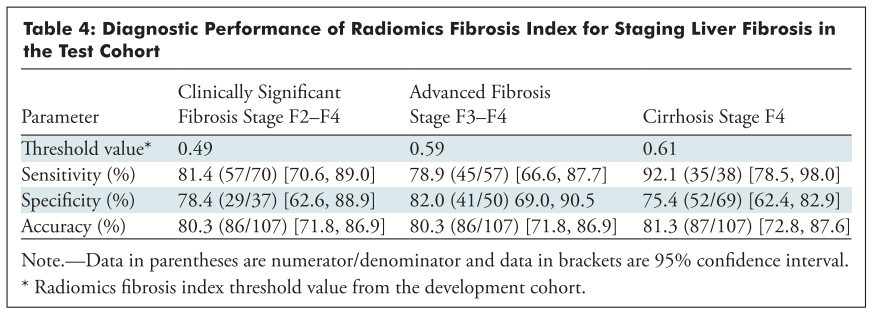 Table 4: Diagnostic Performance of Radiomics Fibrosis Index for Staging Liver Fibrosis in
the Test Cohort
Clinically Significant Advanced Fibrosis
Parameter Fibrosis Stage F2–F4 Stage F3–F4 Cirrhosis Stage F4
Threshold value* 0.49 0.59 0.61
Sensitivity (%) 81.4 (57/70) [70.6, 89.0] 78.9 (45/57) [66.6, 87.7] 92.1 (35/38) [78.5, 98.0]
Specificity (%) 78.4 (29/37) [62.6, 88.9] 82.0 (41/50) 69.0, 90.5 75.4 (52/69) [62.4, 82.9]
Accuracy (%) 80.3 (86/107) [71.8, 86.9] 80.3 (86/107) [71.8, 86.9] 81.3 (87/107) [72.8, 87.6]
Note.—Data in parentheses are numerator/denominator and data in brackets are 95% confidence interval.
* Radiomics fibrosis index threshold value from the development cohort.